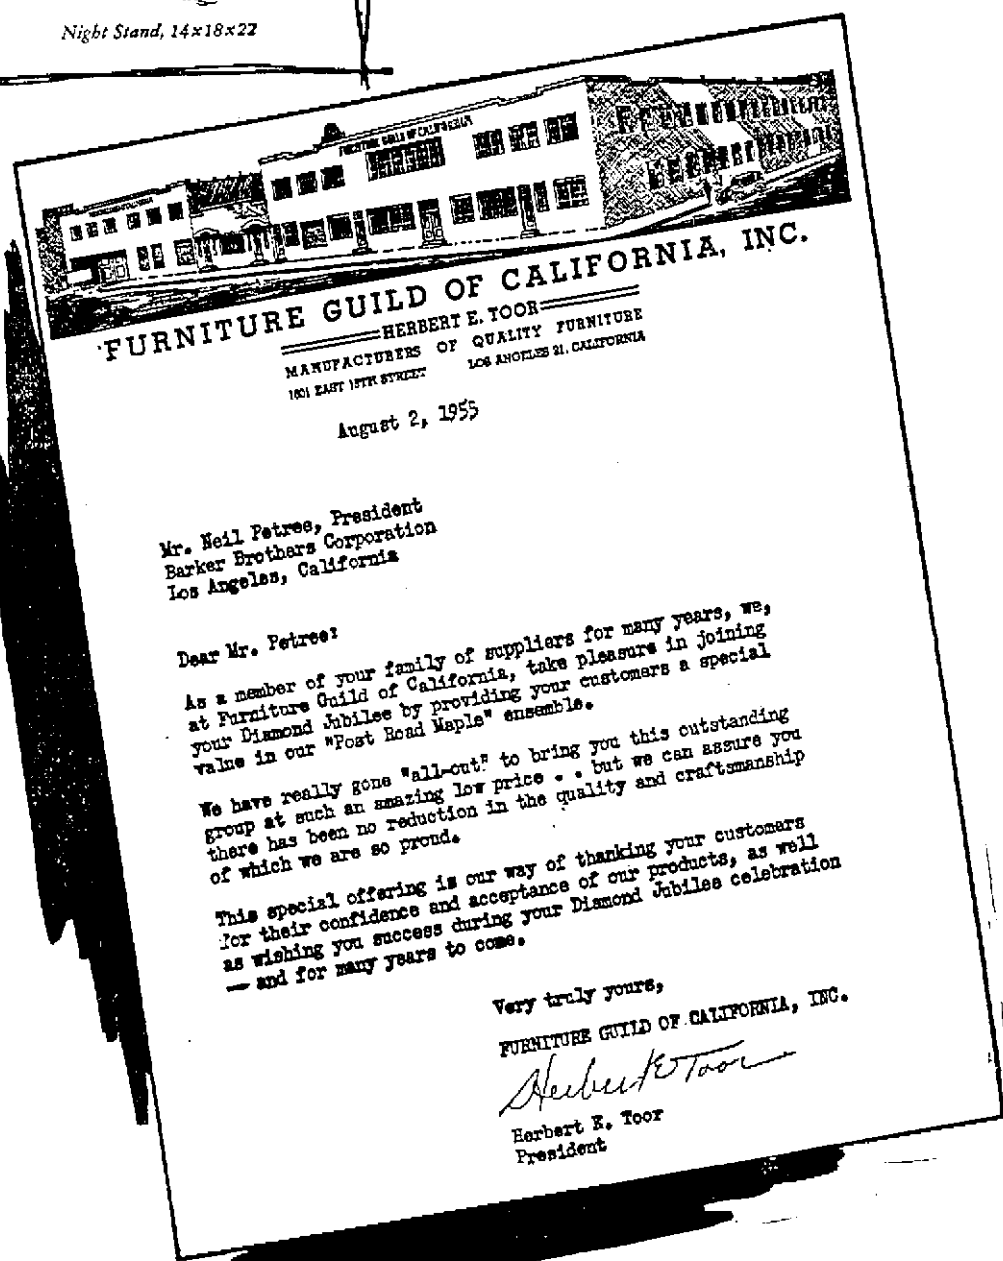 Night Stand, 14x18x22
FURNITURE GUILD OF CALIFORNIA
FURNITURE GUILD OF CALIFORNIA, INC.
HERBERT E. TOOR
MANUFACTURERS OF QUALITY FURNITURE
1601 EAST 15TH STREET LOS ANGELES 21, CALIFORNIA
August 2, 1955
Mr. Neil Petree, President
Barker Brothers Corporation
Los Angeles, California
Dear Mr. Petree:
As a member of your family of suppliers for many years, we,
at Furniture Guild of California, take pleasure in joining
your Diamond Jubilee by providing your customers a special
value in our "Post Road Maple" ensemble.
We have really gone "all-out" to bring you this outstanding
group at such an amazing low price . . but we can assure you
there has been no reduction in the quality and craftsmanship
of which we are so proud.
This special offering is our way of thanking your customers
for their confidence and acceptance of our products, as well
as wishing you success during your Diamond Jubilee celebration
— and for many years to come.
Very truly yours,
FURNITURE GUILD OF CALIFORNIA, INC.
Herbert E Toor
Herbert E. Toor
President